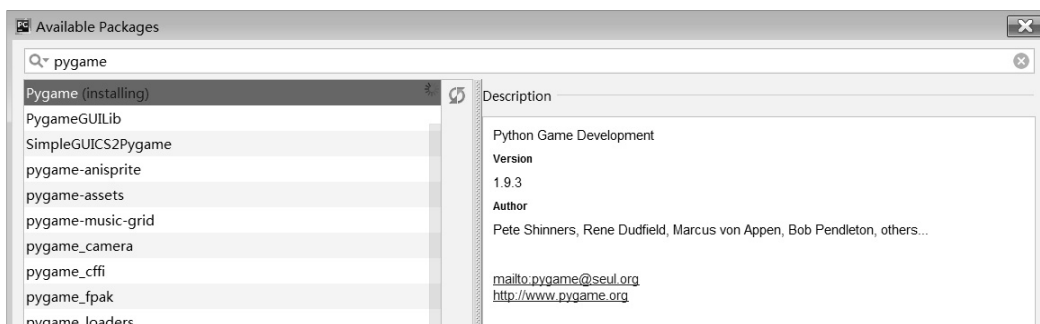 Available Packages
pygame
Pygame (installing)
PygameGUILib
SimpleGUICS2Pygame
pygame-anisprite
pygame-assets
pygame-music-grid
pygame_camera
pygame_cffi
pygame_fpak
pygame_loaders
Description
Python Game Development
Version
1.9.3
Author
Pete Shinners, Rene Dudfield, Marcus von Appen, Bob Pendleton, others...
mailto:pygame@seul.org
http://www.pygame.org